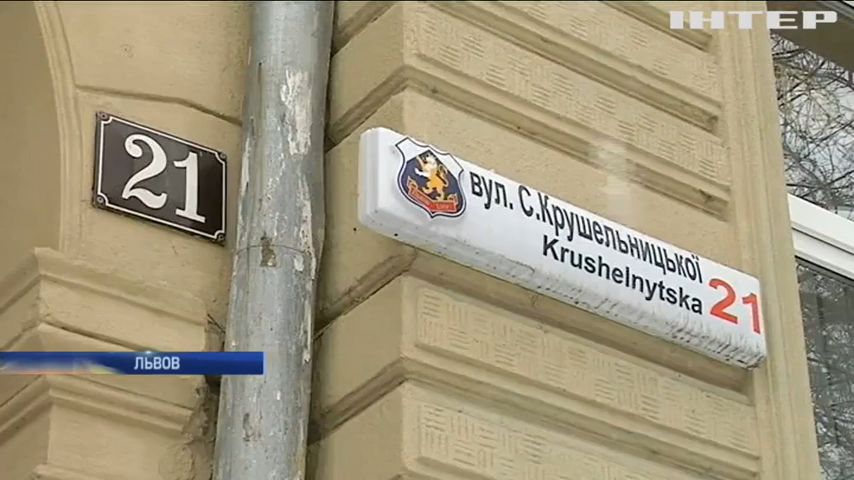 ІНТЕР
21
вул. С.Крушельницької
Krushelnytska
21
ЛЬВОВ